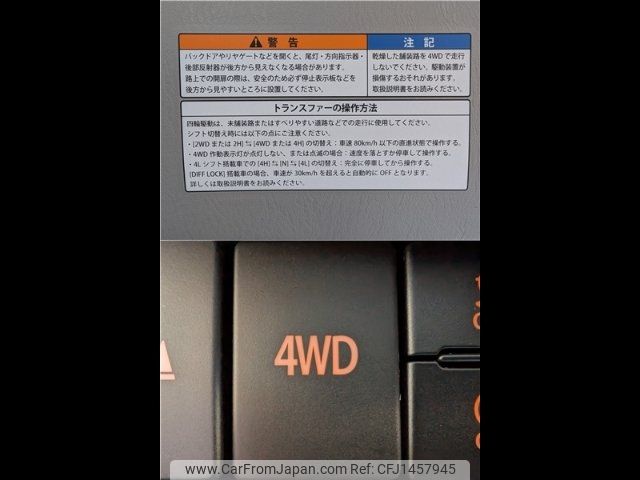 警 告
バックドアやリヤゲートなどを開くと、尾灯・方向指示器・
後部反射器が後方から見えなくなる場合があります。
路上での開扉の際は、安全のため必ず停止表示板などを
後方から見やすいところに設置してください。
注 記
乾燥した舗装路を4WDで走行
しないでください。駆動装置が
損傷するおそれがあります。
取扱説明書をお読みください。
トランスファーの操作方法
四輪駆動は、未舗装路またはすべりやすい道路などでの走行に使用してください。
シフト切替え時には以下の点にご注意ください。
・[2WD または 2H]⇆[4WD または 4H]の切替え：車速 80km/h 以下の直進状態で操作する。
・4WD 作動表示灯が点灯しない、または点滅の場合：速度を落とすか停車して操作する。
・4L シフト搭載車での [4H]⇆[N]⇆[4L] の切替え：完全に停車してから操作する。
[DIFF LOCK] 搭載車の場合、車速が 30km/h を超えると自動的に OFF となります。
詳しくは取扱説明書をお読みください。
4WD
www.CarFromJapan.com Ref:CFJ1457945